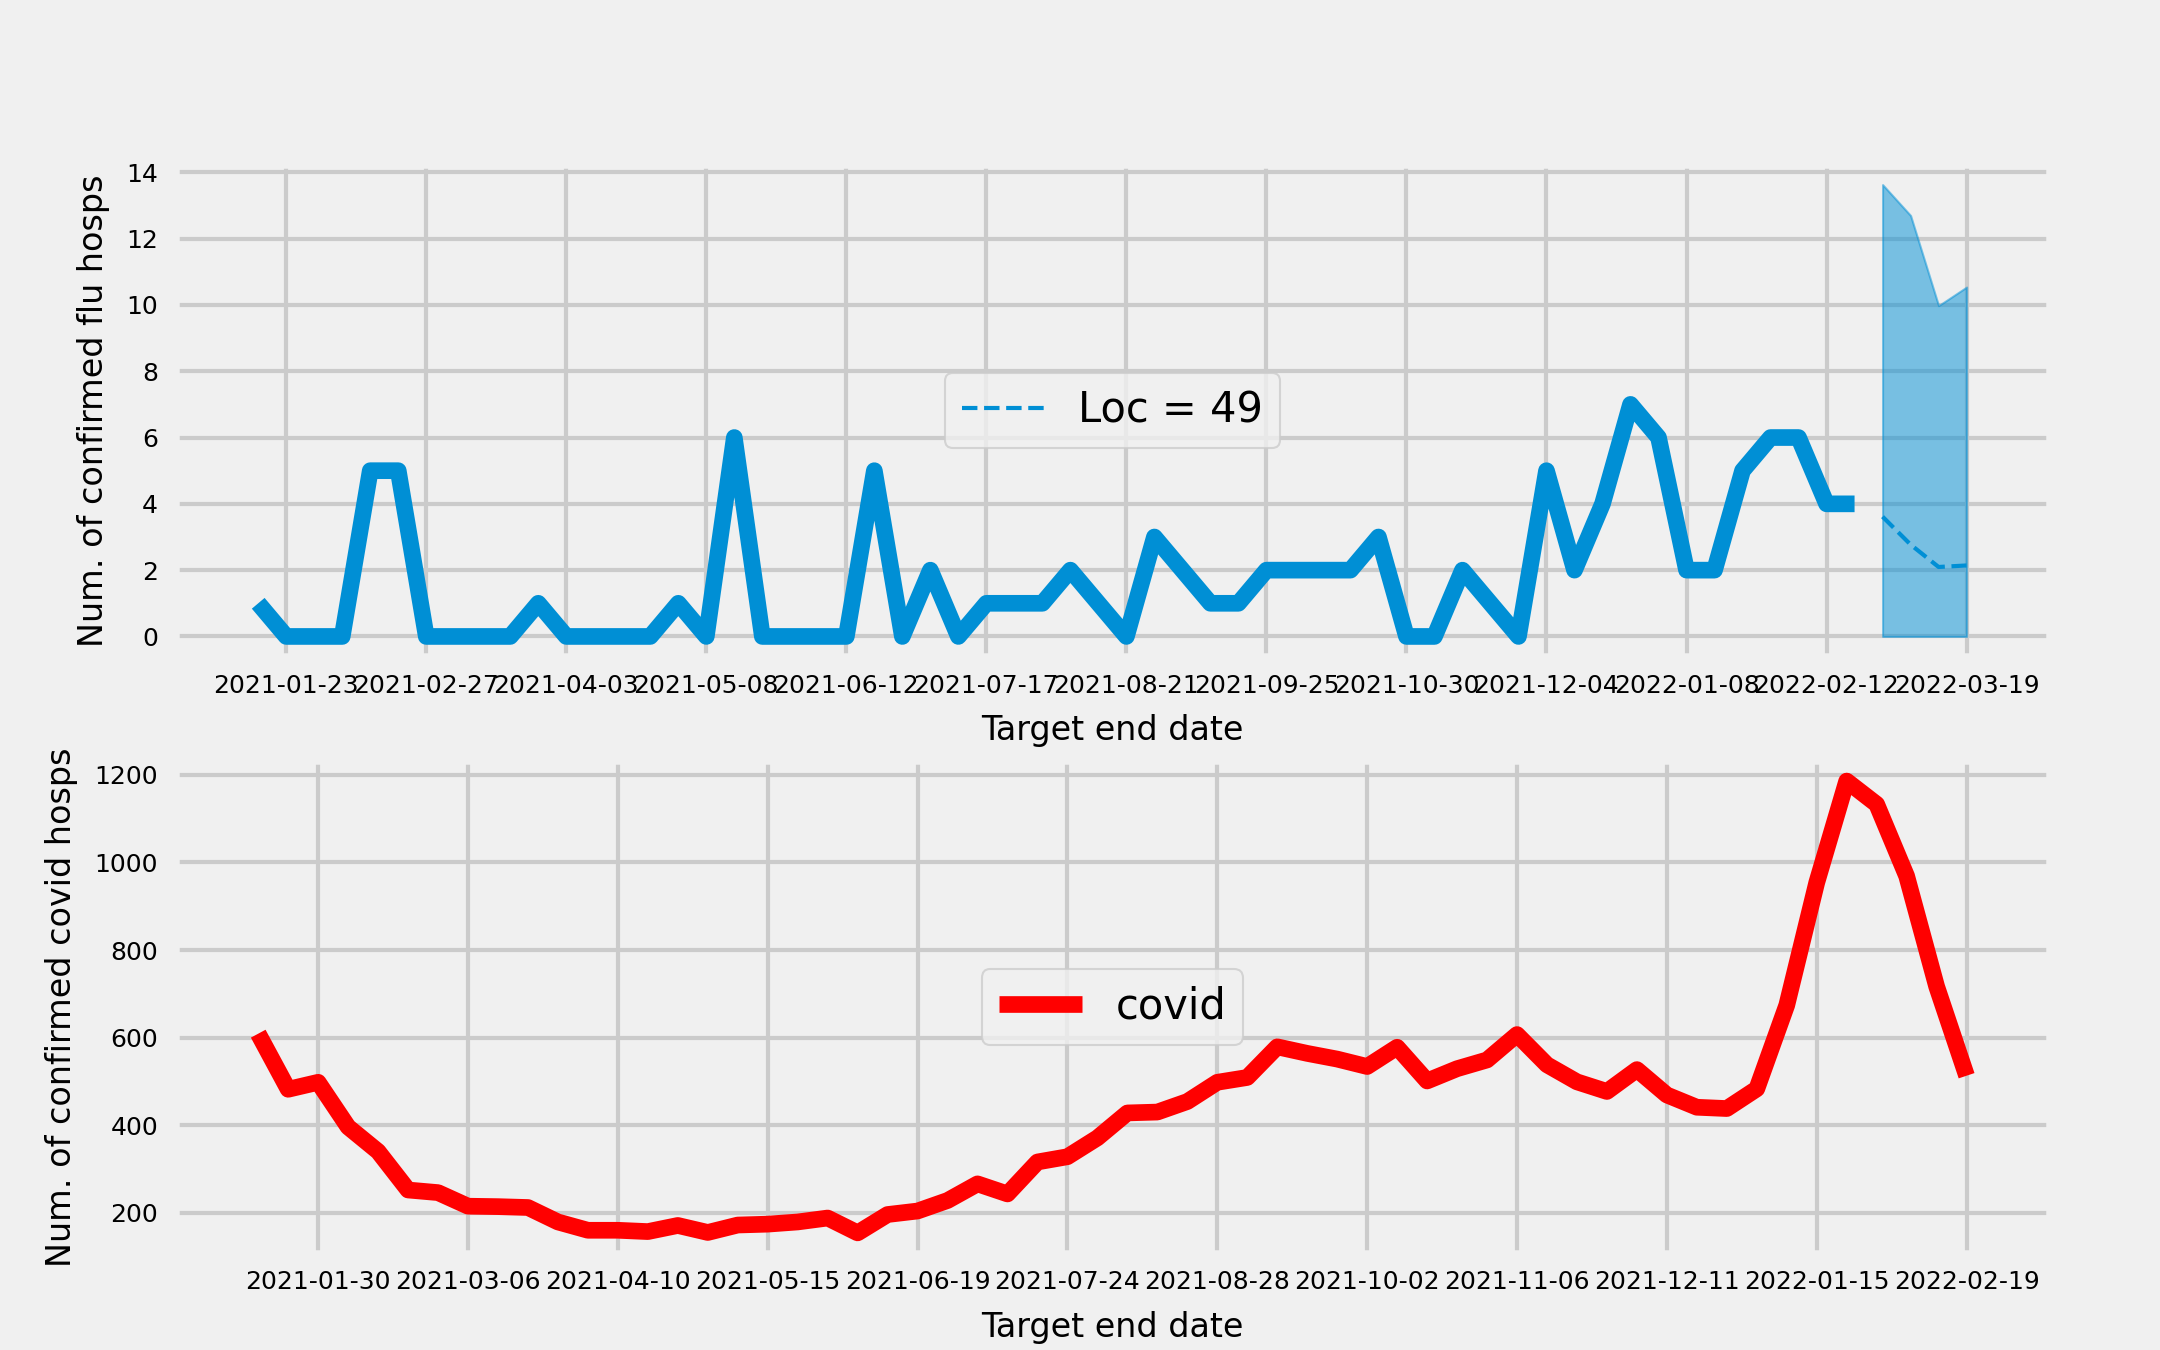 Num. of confirmed flu hosps
14
12
10
8
6
4
2
0
Loc = 49
2021-01-23 2021-02-27 2021-04-03 2021-05-08 2021-06-12 2021-07-17 2021-08-21 2021-09-25 2021-10-30 2021-12-04 2022-01-08 2022-02-12 2022-03-19
Target end date
Num. of confirmed covid hosps
1200
1000
800
600
400
200
covid
2021-01-30 2021-03-06 2021-04-10 2021-05-15 2021-06-19 2021-07-24 2021-08-28 2021-10-02 2021-11-06 2021-12-11 2022-01-15 2022-02-19
Target end date